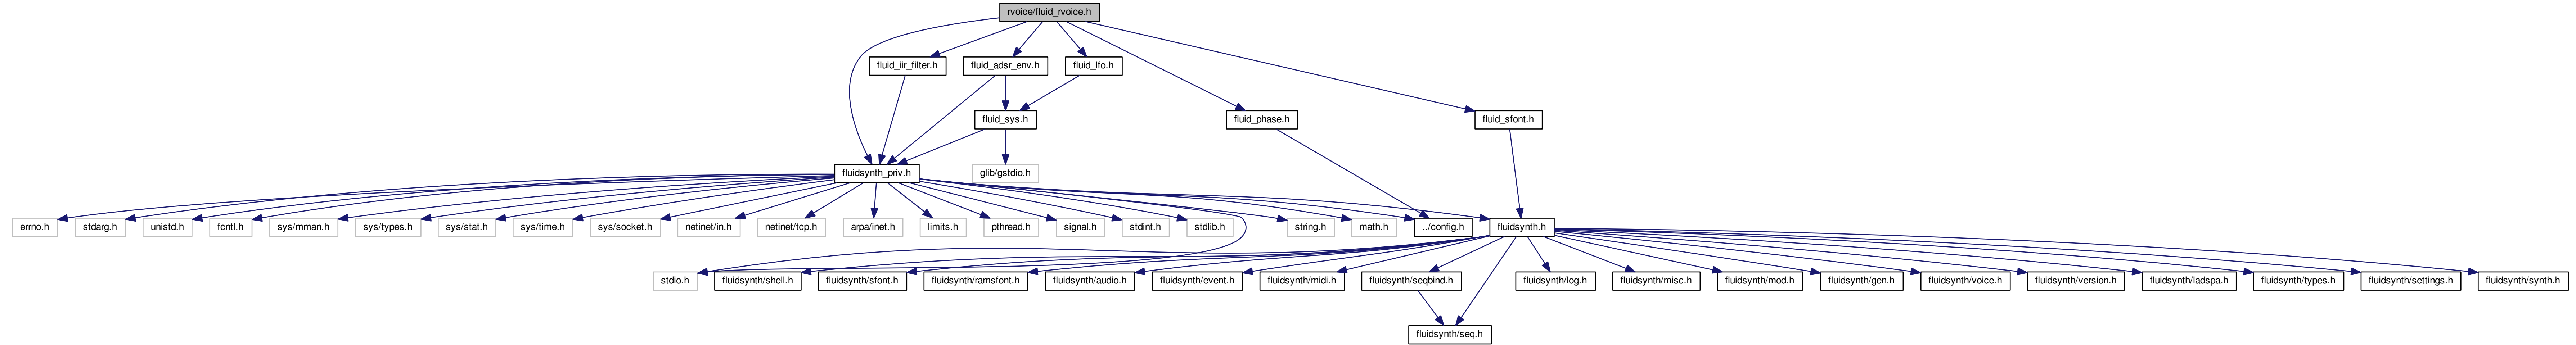 rvoice/fluid_rvoice.h
fluid_iir_filter.h
fluid_adsr_env.h
fluid_lfo.h
fluid_sys.h
fluid_phase.h
fluid_sfont.h
fluidsynth_priv.h
glib/gstdio.h
errno.h
stdarg.h
unistd.h
fcntl.h
sys/mman.h
sys/types.h
sys/stat.h
sys/time.h
sys/socket.h
netinet/in.h
netinet/tcp.h
arpa/inet.h
limits.h
pthread.h
signal.h
stdint.h
stdlib.h
string.h
math.h
../config.h
fluidsynth.h
stdio.h
fluidsynth/shell.h
fluidsynth/sfont.h
fluidsynth/ramsfont.h
fluidsynth/audio.h
fluidsynth/event.h
fluidsynth/midi.h
fluidsynth/seqbind.h
fluidsynth/log.h
fluidsynth/misc.h
fluidsynth/mod.h
fluidsynth/gen.h
fluidsynth/voice.h
fluidsynth/version.h
fluidsynth/ladspa.h
fluidsynth/types.h
fluidsynth/settings.h
fluidsynth/synth.h
fluidsynth/seq.h